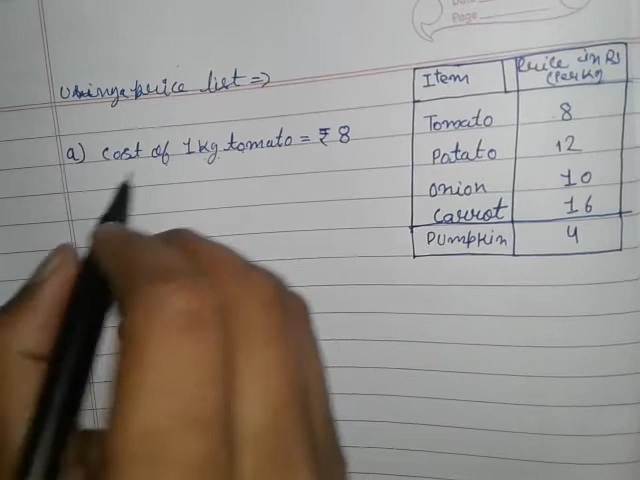 Page
Using a price list ⇒
a) cost of 1 kg tomato = ₹ 8
Item Price in Rs (Per Kg
Tomato 8
Patato 12
onion 10
carrot 16
Pumpkin 4